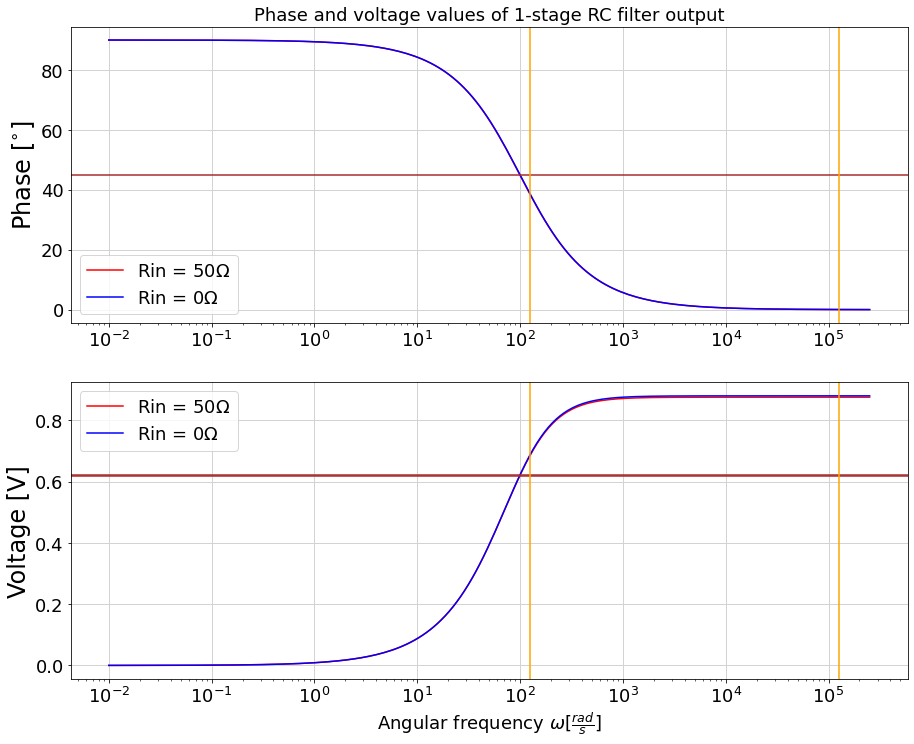 Phase and voltage values of 1-stage RC filter output
Phase [°]
80
60
40
20
0
Rin = 50Ω
Rin = 0Ω
10⁻² 10⁻¹ 10⁰ 10¹ 10² 10³ 10⁴ 10⁵
Voltage [V]
0.8
0.6
0.4
0.2
0.0
Rin = 50Ω
Rin = 0Ω
10⁻² 10⁻¹ 10⁰ 10¹ 10² 10³ 10⁴ 10⁵
Angular frequency ω[rad/s]